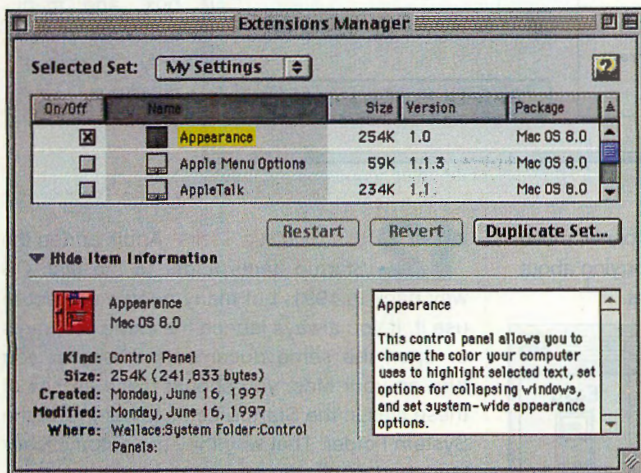 Extensions Manager
Selected Set: My Settings
?
On/Off Name Size Version Package
Appearance 254K 1.0 Mac OS 8.0
Apple Menu Options 59K 1.1.3 Mac OS 8.0
AppleTalk 234K 1.1 Mac OS 8.0
Restart Revert Duplicate Set...
Hide Item Information
Appearance
Mac OS 8.0
Kind: Control Panel
Size: 254K (241,833 bytes)
Created: Monday, June 16, 1997
Modified: Monday, June 16, 1997
Where: Wallace:System Folder:Control
Panels:
Appearance
This control panel allows you to
change the color your computer
uses to highlight selected text, set
options for collapsing windows,
and set system-wide appearance
options.